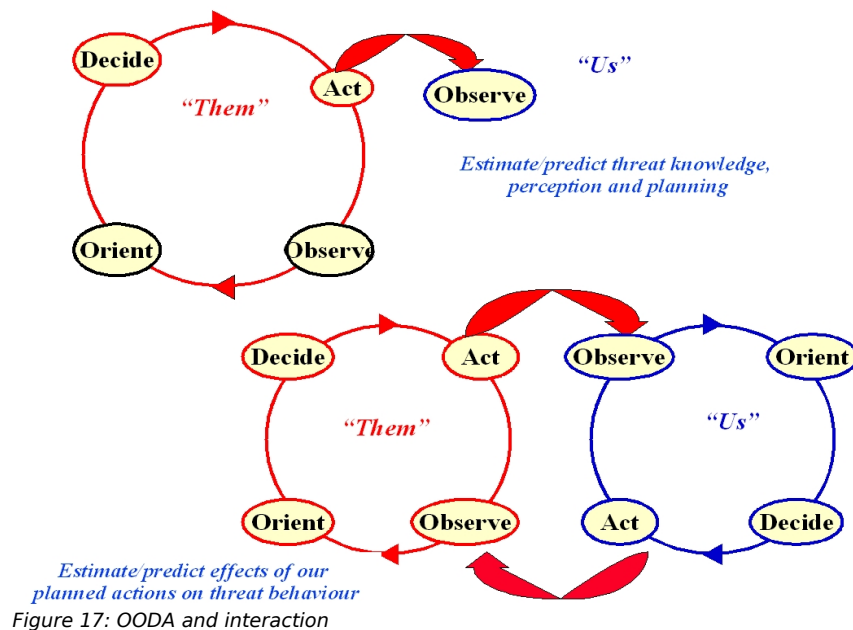 Decide
Act
“Us”
Observe
“Them”
Estimate/predict threat knowledge,
perception and planning
Orient
Observe
Decide
Act
Observe
Orient
“Them”
“Us”
Orient
Observe
Act
Decide
Estimate/predict effects of our
planned actions on threat behaviour
Figure 17: OODA and interaction